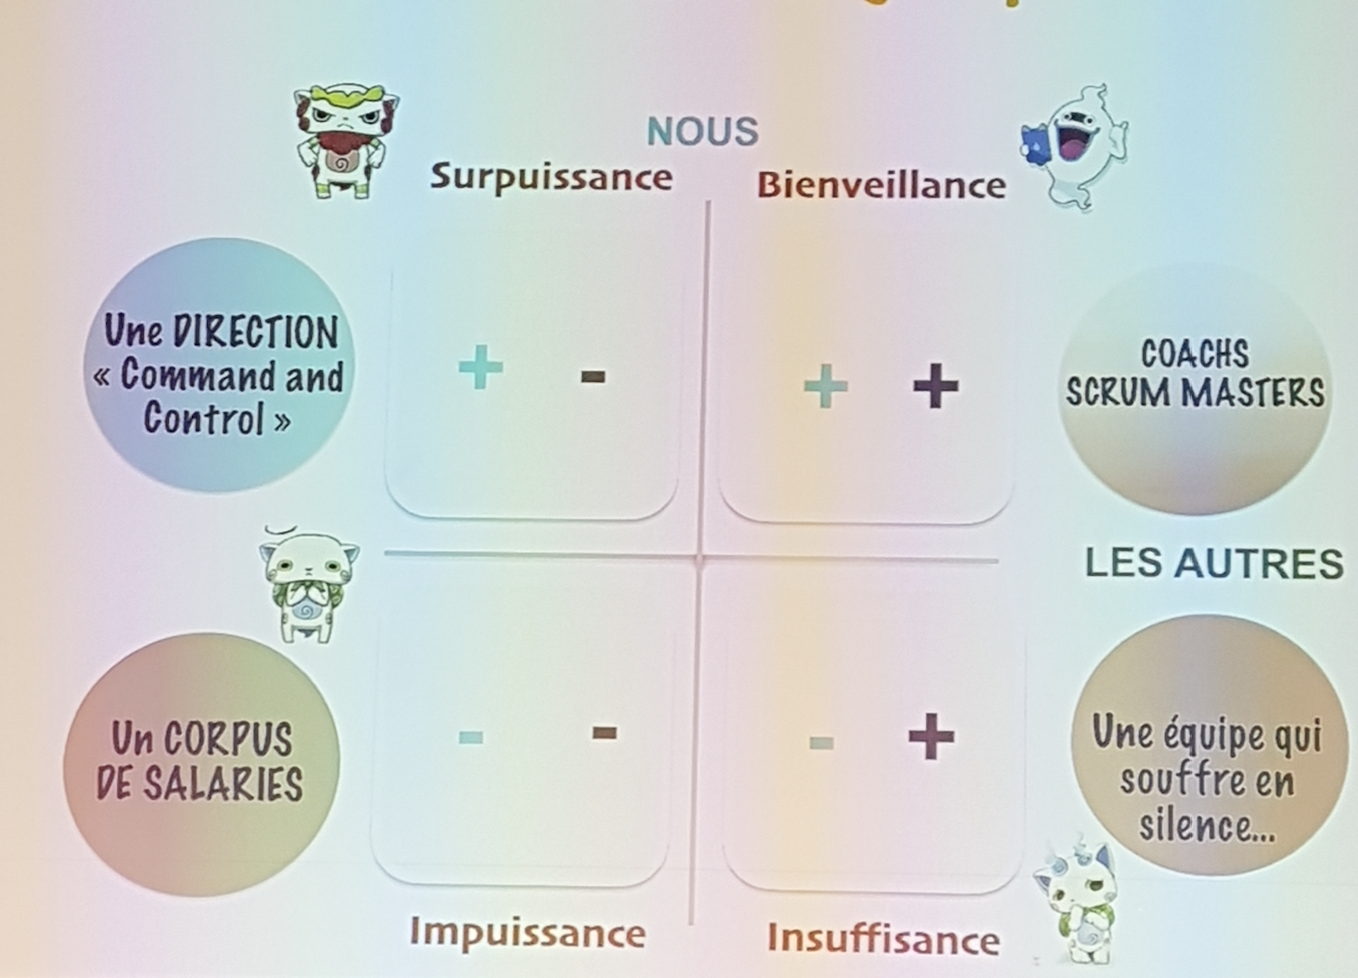 NOUS
Surpuissance
Bienveillance
Une DIRECTION
« Command and
Control »
+ -
+ +
COACHS
SCRUM MASTERS
LES AUTRES
Un CORPUS
DE SALARIES
- -
- +
Une équipe qui
souffre en
silence...
Impuissance
Insuffisance